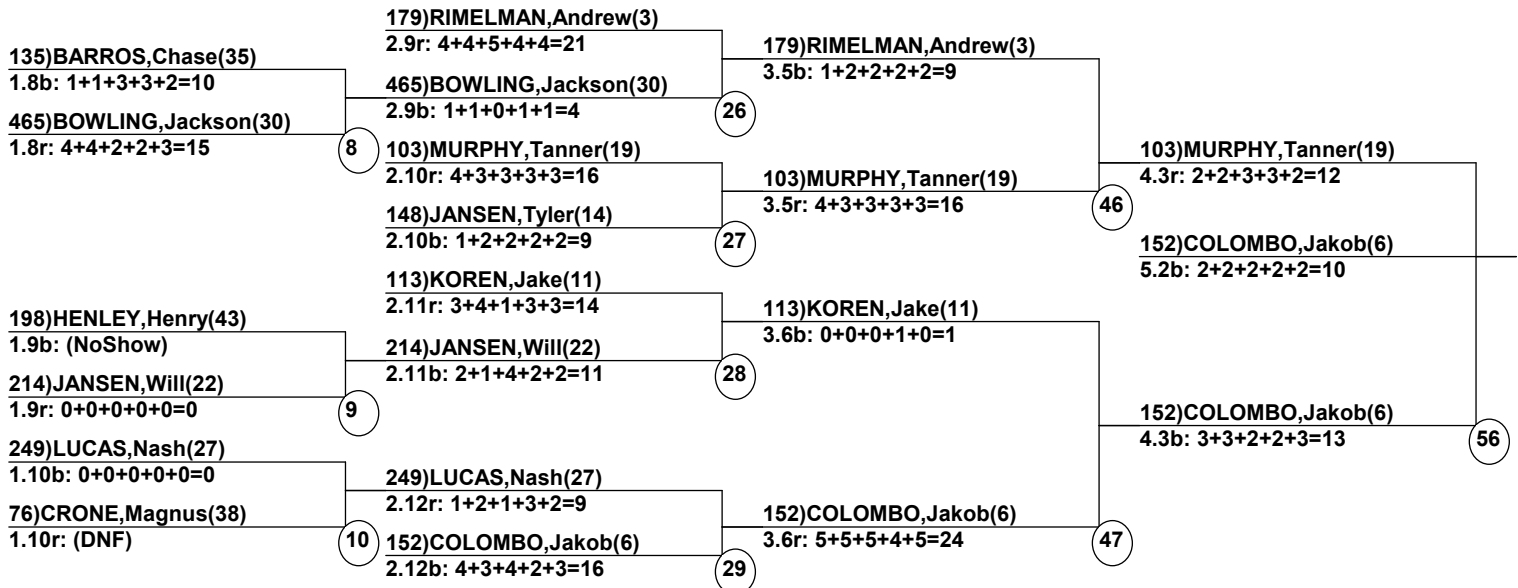 135)BARROS,Chase(35)
1.8b: 1+1+3+3+2=10
465)BOWLING,Jackson(30)
1.8r: 4+4+2+2+3=15
8
198)HENLEY,Henry(43)
1.9b: (NoShow)
214)JANSEN,Will(22)
1.9r: 0+0+0+0+0=0
9
249)LUCAS,Nash(27)
1.10b: 0+0+0+0+0=0
76)CRONE,Magnus(38)
1.10r: (DNF)
10
179)RIMELMAN,Andrew(3)
2.9r: 4+4+5+4+4=21
465)BOWLING,Jackson(30)
2.9b: 1+1+0+1+1=4
26
103)MURPHY,Tanner(19)
2.10r: 4+3+3+3+3=16
148)JANSEN,Tyler(14)
2.10b: 1+2+2+2+2=9
27
113)KOREN,Jake(11)
2.11r: 3+4+1+3+3=14
214)JANSEN,Will(22)
2.11b: 2+1+4+2+2=11
28
249)LUCAS,Nash(27)
2.12r: 1+2+1+3+2=9
152)COLOMBO,Jakob(6)
2.12b: 4+3+4+2+3=16
29
179)RIMELMAN,Andrew(3)
3.5b: 1+2+2+2+2=9
103)MURPHY,Tanner(19)
3.5r: 4+3+3+3+3=16
46
113)KOREN,Jake(11)
3.6b: 0+0+0+1+0=1
152)COLOMBO,Jakob(6)
3.6r: 5+5+5+4+5=24
47
103)MURPHY,Tanner(19)
4.3r: 2+2+3+3+2=12
152)COLOMBO,Jakob(6)
5.2b: 2+2+2+2+2=10
152)COLOMBO,Jakob(6)
4.3b: 3+3+2+2+3=13
56